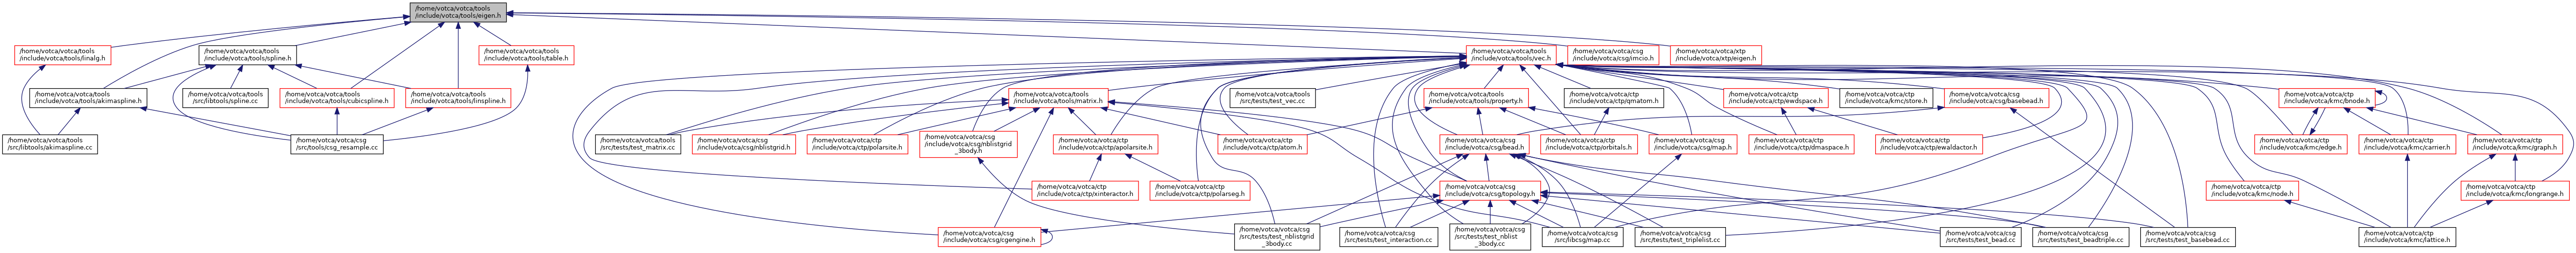 /home/votca/votca/tools
/include/votca/tools/eigen.h
/home/votca/votca/tools
/include/votca/tools/linalg.h
/home/votca/votca/tools
/include/votca/tools/spline.h
/home/votca/votca/tools
/include/votca/tools/table.h
/home/votca/votca/tools
/include/votca/tools/vec.h
/home/votca/votca/csg
/include/votca/csg/imcio.h
/home/votca/votca/xtp
/include/votca/xtp/eigen.h
/home/votca/votca/tools
/include/votca/tools/akimaspline.h
/home/votca/votca/tools
/src/libtools/spline.cc
/home/votca/votca/tools
/include/votca/tools/cubicspline.h
/home/votca/votca/tools
/include/votca/tools/linspline.h
/home/votca/votca/tools
/include/votca/tools/matrix.h
/home/votca/votca/tools
/src/tests/test_vec.cc
/home/votca/votca/tools
/include/votca/tools/property.h
/home/votca/votca/ctp
/include/votca/ctp/qmatom.h
/home/votca/votca/ctp
/include/votca/ctp/ewdspace.h
/home/votca/votca/ctp
/include/votca/kmc/store.h
/home/votca/votca/csg
/include/votca/csg/basebead.h
/home/votca/votca/ctp
/include/votca/kmc/bnode.h
/home/votca/votca/tools
/src/libtools/akimaspline.cc
/home/votca/votca/csg
/src/tools/csg_resample.cc
/home/votca/votca/tools
/src/tests/test_matrix.cc
/home/votca/votca/csg
/include/votca/csg/nblistgrid.h
/home/votca/votca/ctp
/include/votca/ctp/polarsite.h
/home/votca/votca/csg
/include/votca/csg/nblistgrid
_3body.h
/home/votca/votca/ctp
/include/votca/ctp/apolarsite.h
/home/votca/votca/ctp
/include/votca/ctp/atom.h
/home/votca/votca/csg
/include/votca/csg/bead.h
/home/votca/votca/ctp
/include/votca/ctp/orbitals.h
/home/votca/votca/csg
/include/votca/csg/map.h
/home/votca/votca/ctp
/include/votca/ctp/dmaspace.h
/home/votca/votca/ctp
/include/votca/ctp/ewaldactor.h
/home/votca/votca/ctp
/include/votca/kmc/edge.h
/home/votca/votca/ctp
/include/votca/kmc/carrier.h
/home/votca/votca/ctp
/include/votca/kmc/graph.h
/home/votca/votca/ctp
/include/votca/ctp/xinteractor.h
/home/votca/votca/ctp
/include/votca/ctp/polarseg.h
/home/votca/votca/csg
/include/votca/csg/topology.h
/home/votca/votca/ctp
/include/votca/kmc/node.h
/home/votca/votca/ctp
/include/votca/kmc/longrange.h
/home/votca/votca/csg
/include/votca/csg/cgengine.h
/home/votca/votca/csg
/src/tests/test_nblistgrid
_3body.cc
/home/votca/votca/csg
/src/tests/test_interaction.cc
/home/votca/votca/csg
/src/tests/test_nblist
_3body.cc
/home/votca/votca/csg
/src/libcsg/map.cc
/home/votca/votca/csg
/src/tests/test_triplelist.cc
/home/votca/votca/csg
/src/tests/test_bead.cc
/home/votca/votca/csg
/src/tests/test_beadtriple.cc
/home/votca/votca/csg
/src/tests/test_basebead.cc
/home/votca/votca/ctp
/include/votca/kmc/lattice.h